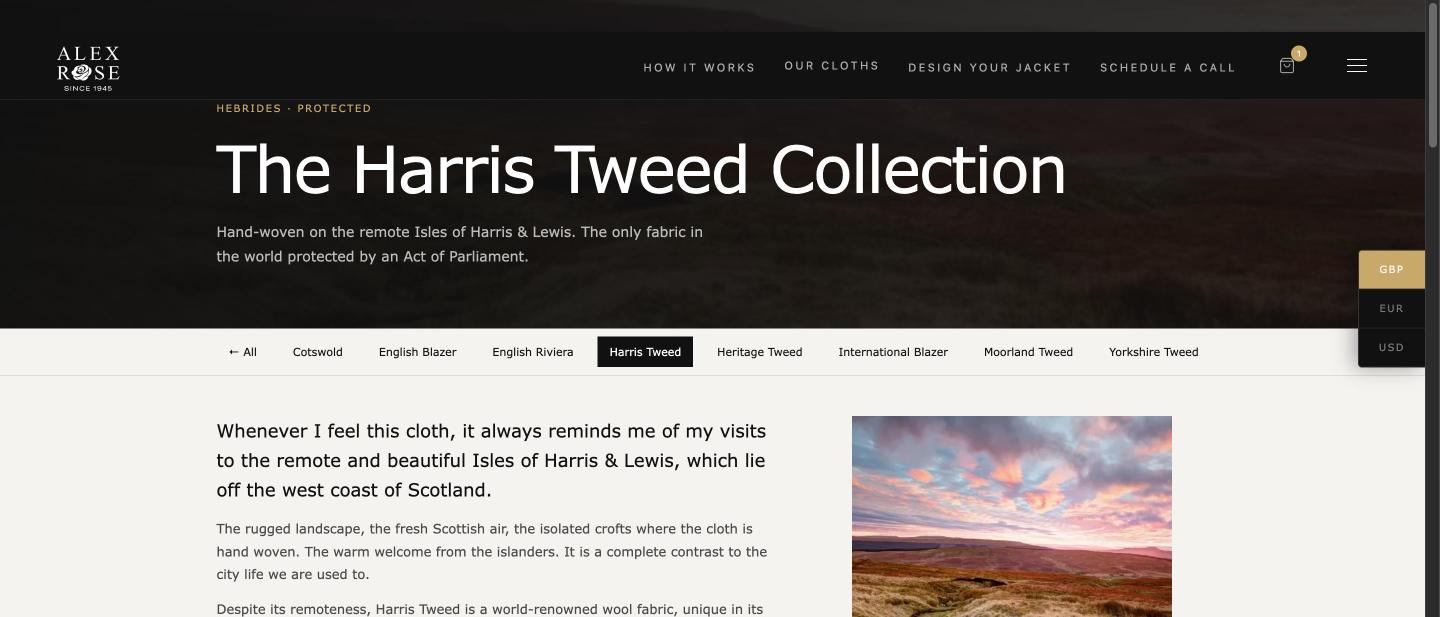 ALEX
ROSE
SINCE 1945
HOW IT WORKS
OUR CLOTHS
DESIGN YOUR JACKET
SCHEDULE A CALL
1
HEBRIDES · PROTECTED
The Harris Tweed Collection
Hand-woven on the remote Isles of Harris & Lewis. The only fabric in
the world protected by an Act of Parliament.
GBP
EUR
USD
← All
Cotswold
English Blazer
English Riviera
Harris Tweed
Heritage Tweed
International Blazer
Moorland Tweed
Yorkshire Tweed
Whenever I feel this cloth, it always reminds me of my visits
to the remote and beautiful Isles of Harris & Lewis, which lie
off the west coast of Scotland.
The rugged landscape, the fresh Scottish air, the isolated crofts where the cloth is
hand woven. The warm welcome from the islanders. It is a complete contrast to the
city life we are used to.
Despite its remoteness, Harris Tweed is a world-renowned wool fabric, unique in its